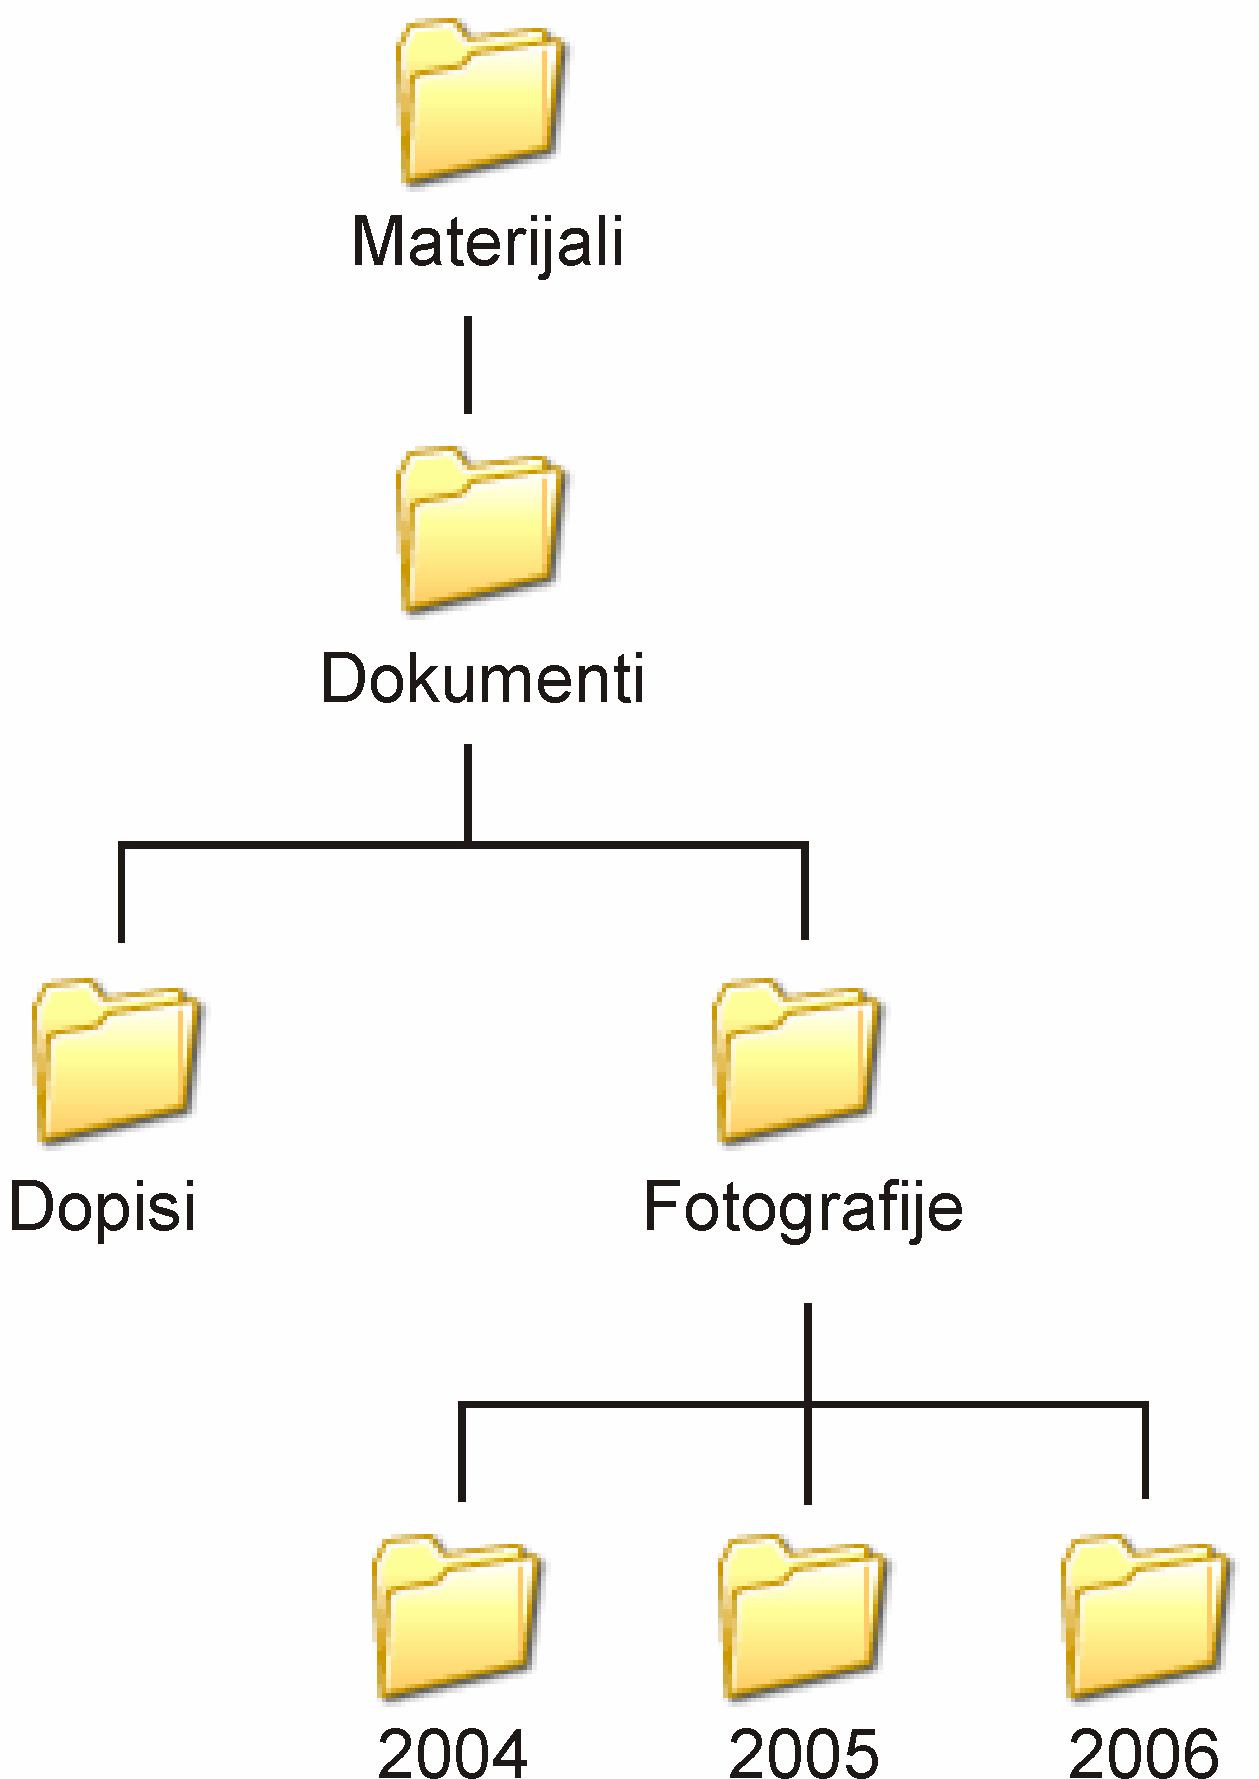 Materijali
Dokumenti
Dopisi
Fotografije
2004
2005
2006